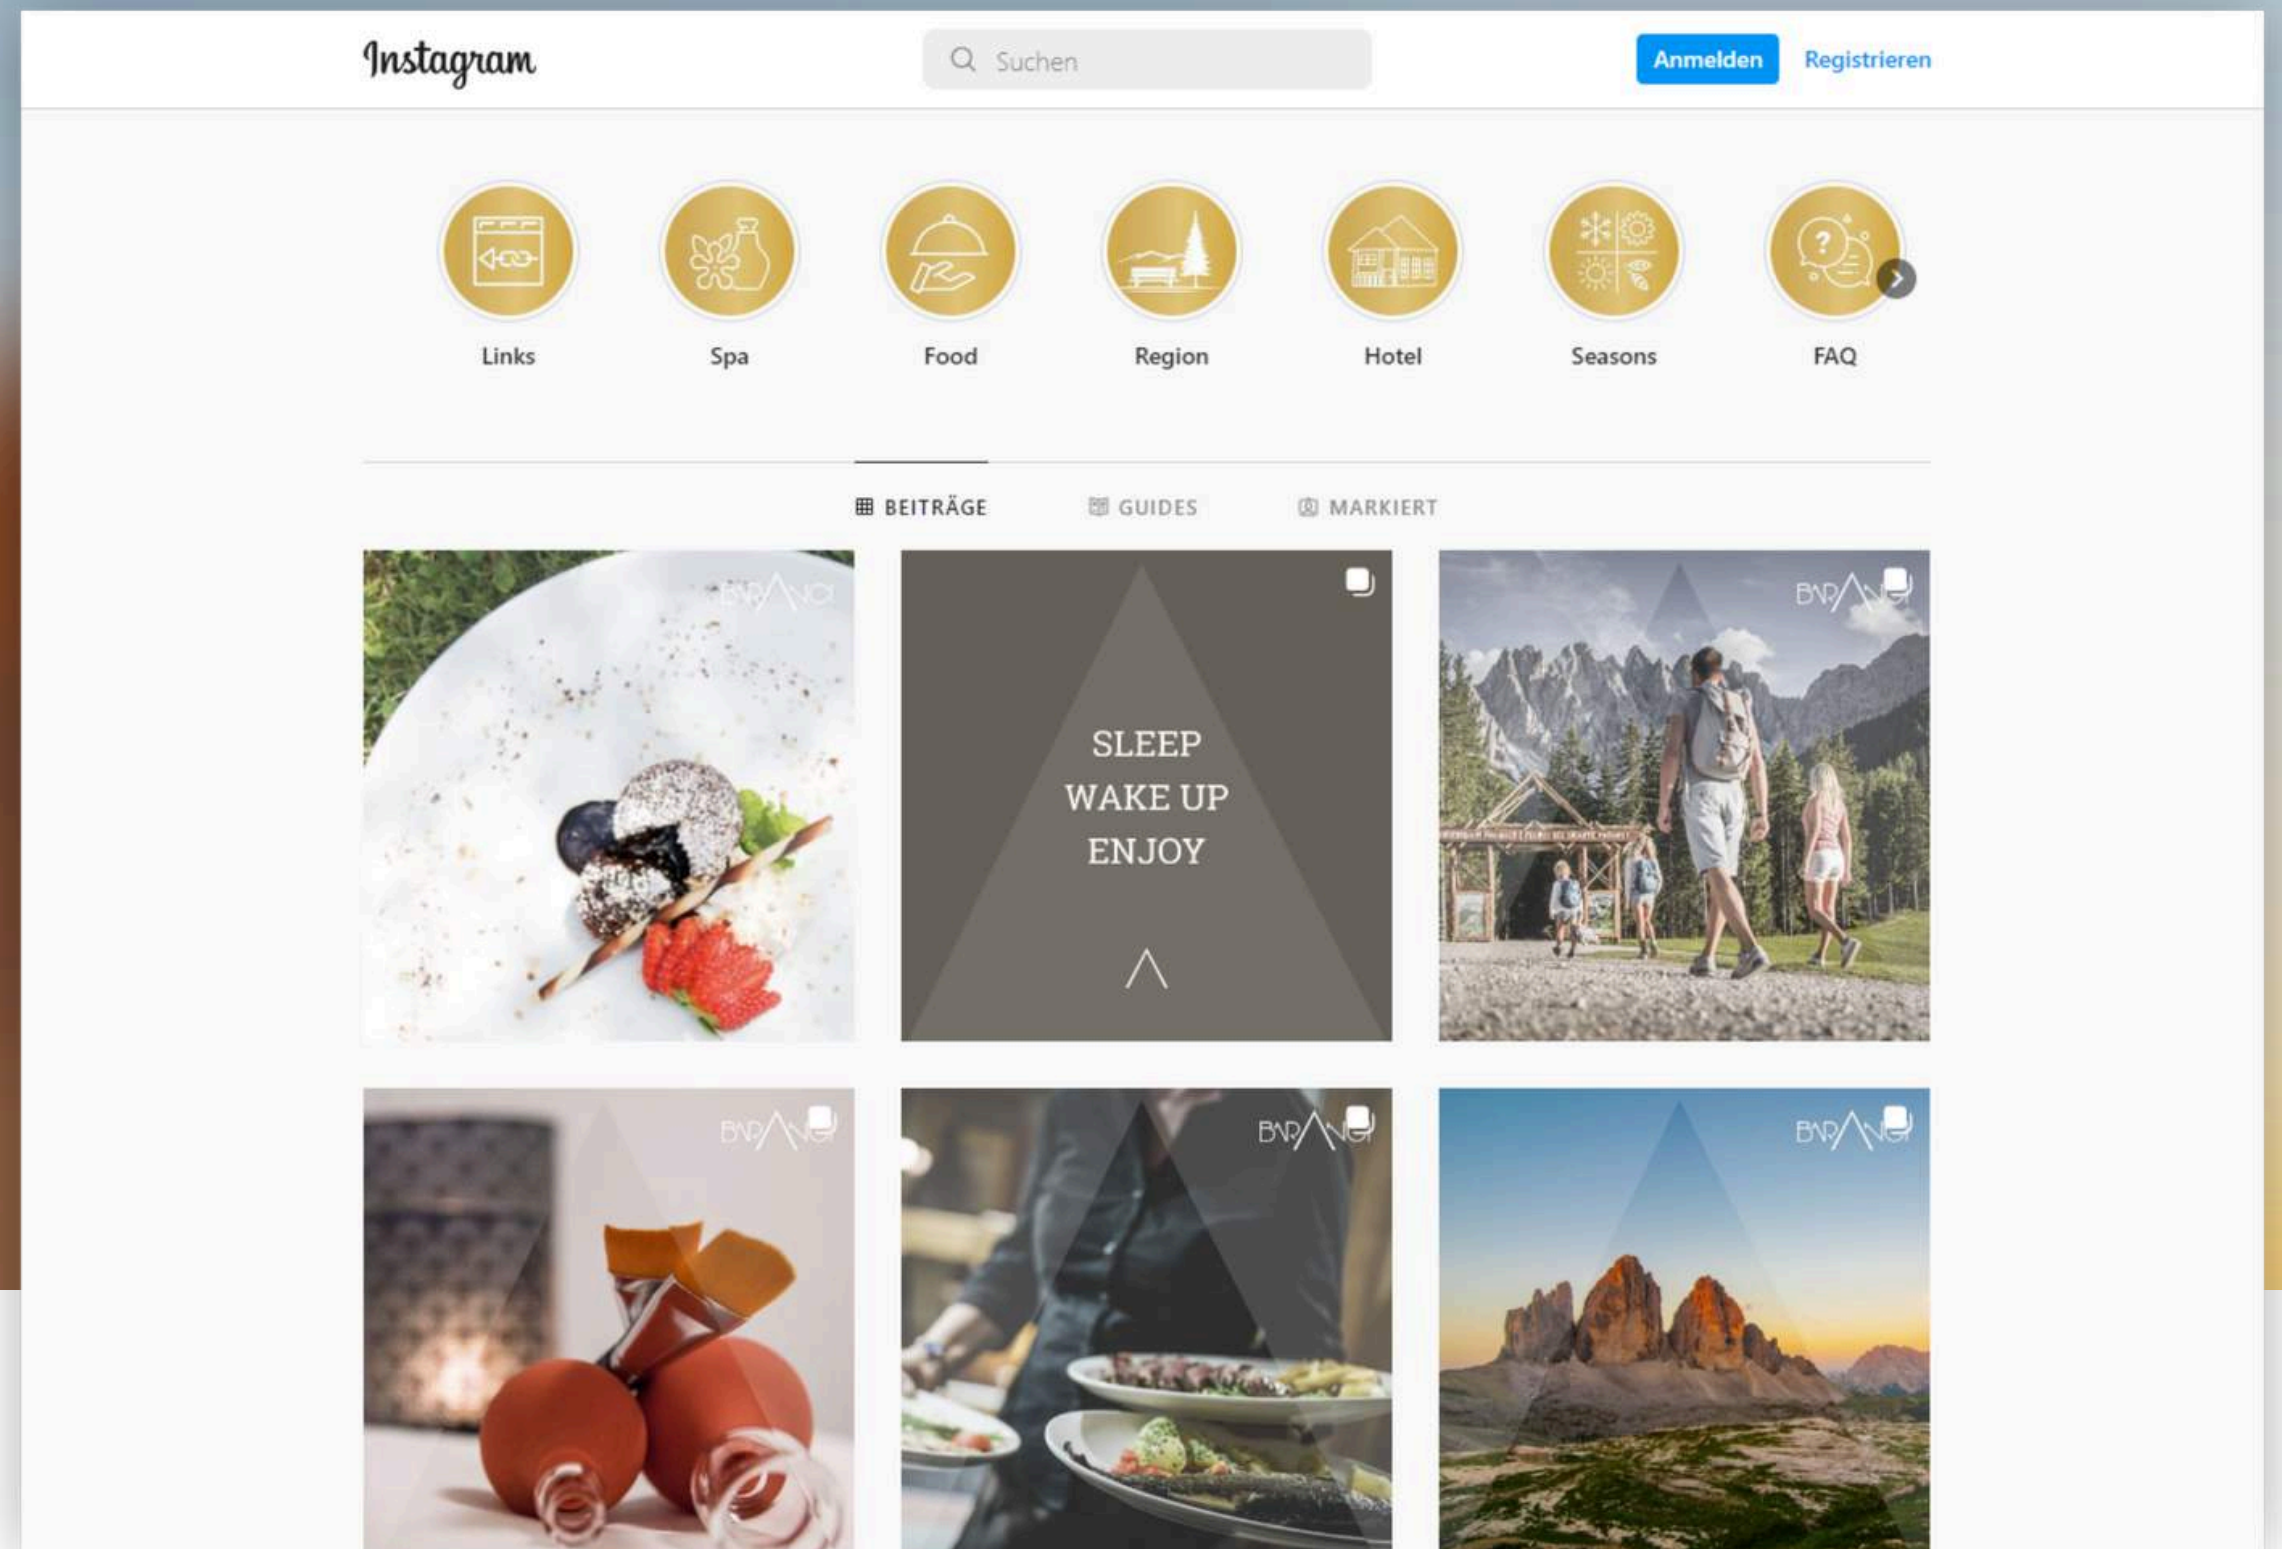 Instagram
Suchen
Anmelden
Registrieren
Links
Spa
Food
Region
Hotel
Seasons
FAQ
BEITRÄGE
GUIDES
MARKIERT
SLEEP
WAKE UP
ENJOY